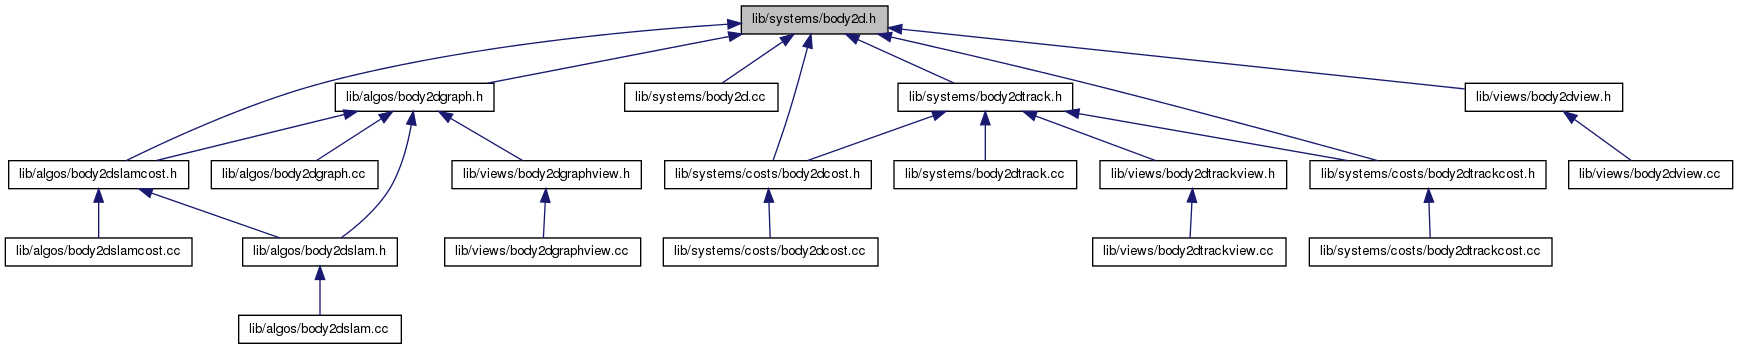 lib/systems/body2d.h
lib/algos/body2dgraph.h
lib/systems/body2d.cc
lib/systems/body2dtrack.h
lib/views/body2dview.h
lib/algos/body2dslamcost.h
lib/algos/body2dgraph.cc
lib/views/body2dgraphview.h
lib/systems/costs/body2dcost.h
lib/systems/body2dtrack.cc
lib/views/body2dtrackview.h
lib/systems/costs/body2dtrackcost.h
lib/views/body2dview.cc
lib/algos/body2dslamcost.cc
lib/algos/body2dslam.h
lib/views/body2dgraphview.cc
lib/systems/costs/body2dcost.cc
lib/views/body2dtrackview.cc
lib/systems/costs/body2dtrackcost.cc
lib/algos/body2dslam.cc